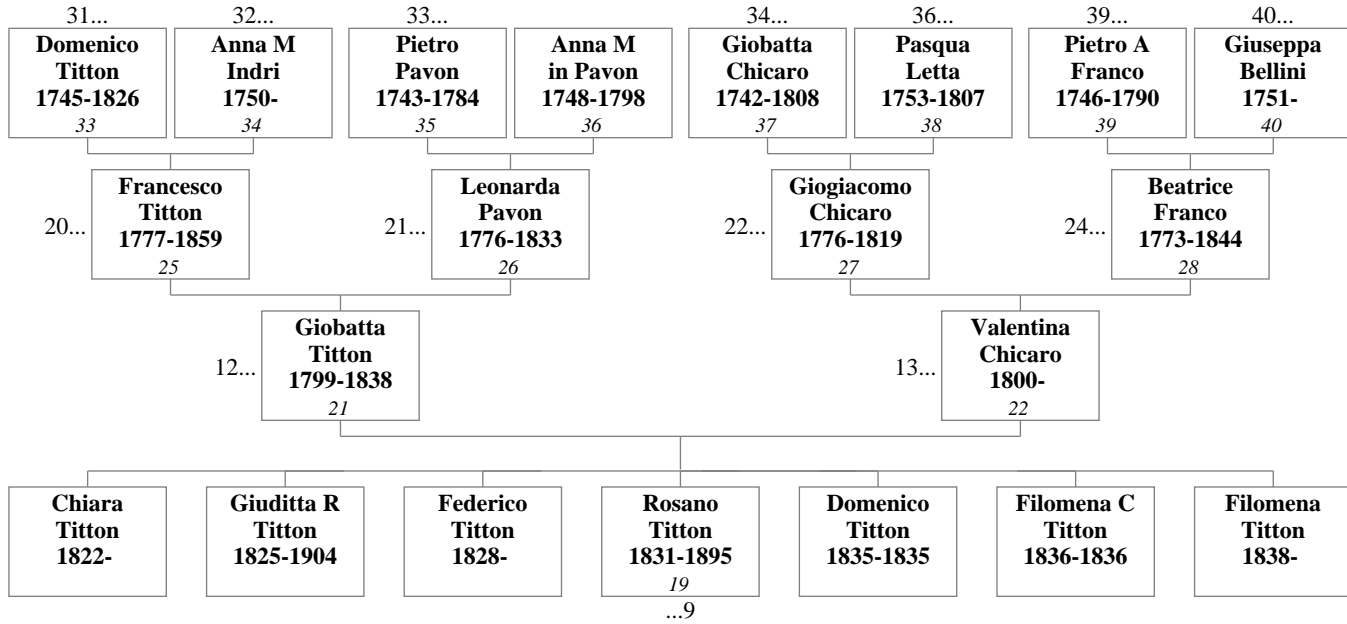 31...
32...
33...
34...
36...
39...
40...
Domenico
Titton
1745-1826
33
Anna M
Indri
1750-
34
Pietro
Pavon
1743-1784
35
Anna M
in Pavon
1748-1798
36
Giobatta
Chicaro
1742-1808
37
Pasqua
Letta
1753-1807
38
Pietro A
Franco
1746-1790
39
Giuseppa
Bellini
1751-
40
20...
Francesco
Titton
1777-1859
25
21...
Leonarda
Pavon
1776-1833
26
22...
Giogiacomo
Chicaro
1776-1819
27
24...
Beatrice
Franco
1773-1844
28
12...
Giobatta
Titton
1799-1838
21
13...
Valentina
Chicaro
1800-
22
Chiara
Titton
1822-
Giuditta R
Titton
1825-1904
Federico
Titton
1828-
Rosano
Titton
1831-1895
19
Domenico
Titton
1835-1835
Filomena C
Titton
1836-1836
Filomena
Titton
1838-
...9